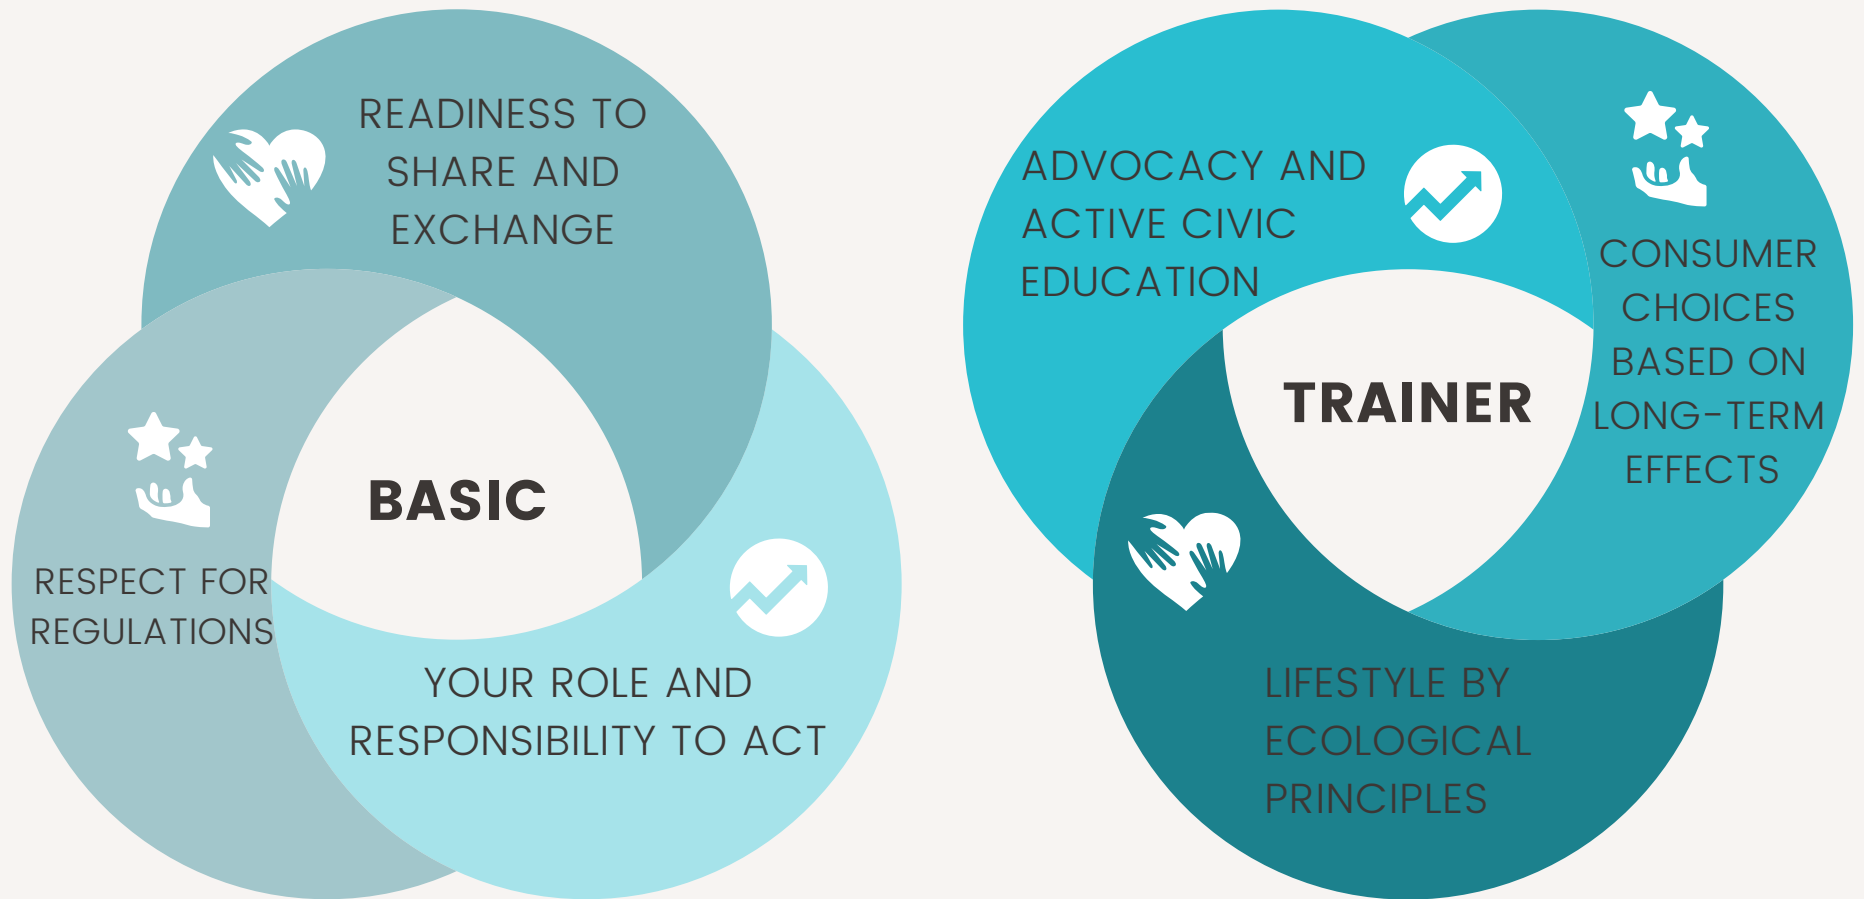 READINESS TO
SHARE AND
EXCHANGE
BASIC
RESPECT FOR
REGULATIONS
YOUR ROLE AND
RESPONSIBILITY TO ACT
ADVOCACY AND
ACTIVE CIVIC
EDUCATION
CONSUMER
CHOICES
BASED ON
LONG-TERM
EFFECTS
TRAINER
LIFESTYLE BY
ECOLOGICAL
PRINCIPLES